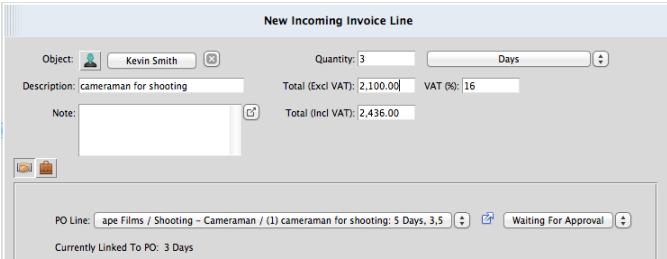 New Incoming Invoice Line
Object: Kevin Smith Quantity: 3 Days
Description: cameraman for shooting Total (Excl VAT): 2,100.00 VAT (%): 16
Note: Total (Incl VAT): 2,436.00
PO Line: ape Films / Shooting – Cameraman / (1) cameraman for shooting: 5 Days, 3,5 Waiting For Approval
Currently Linked To PO: 3 Days